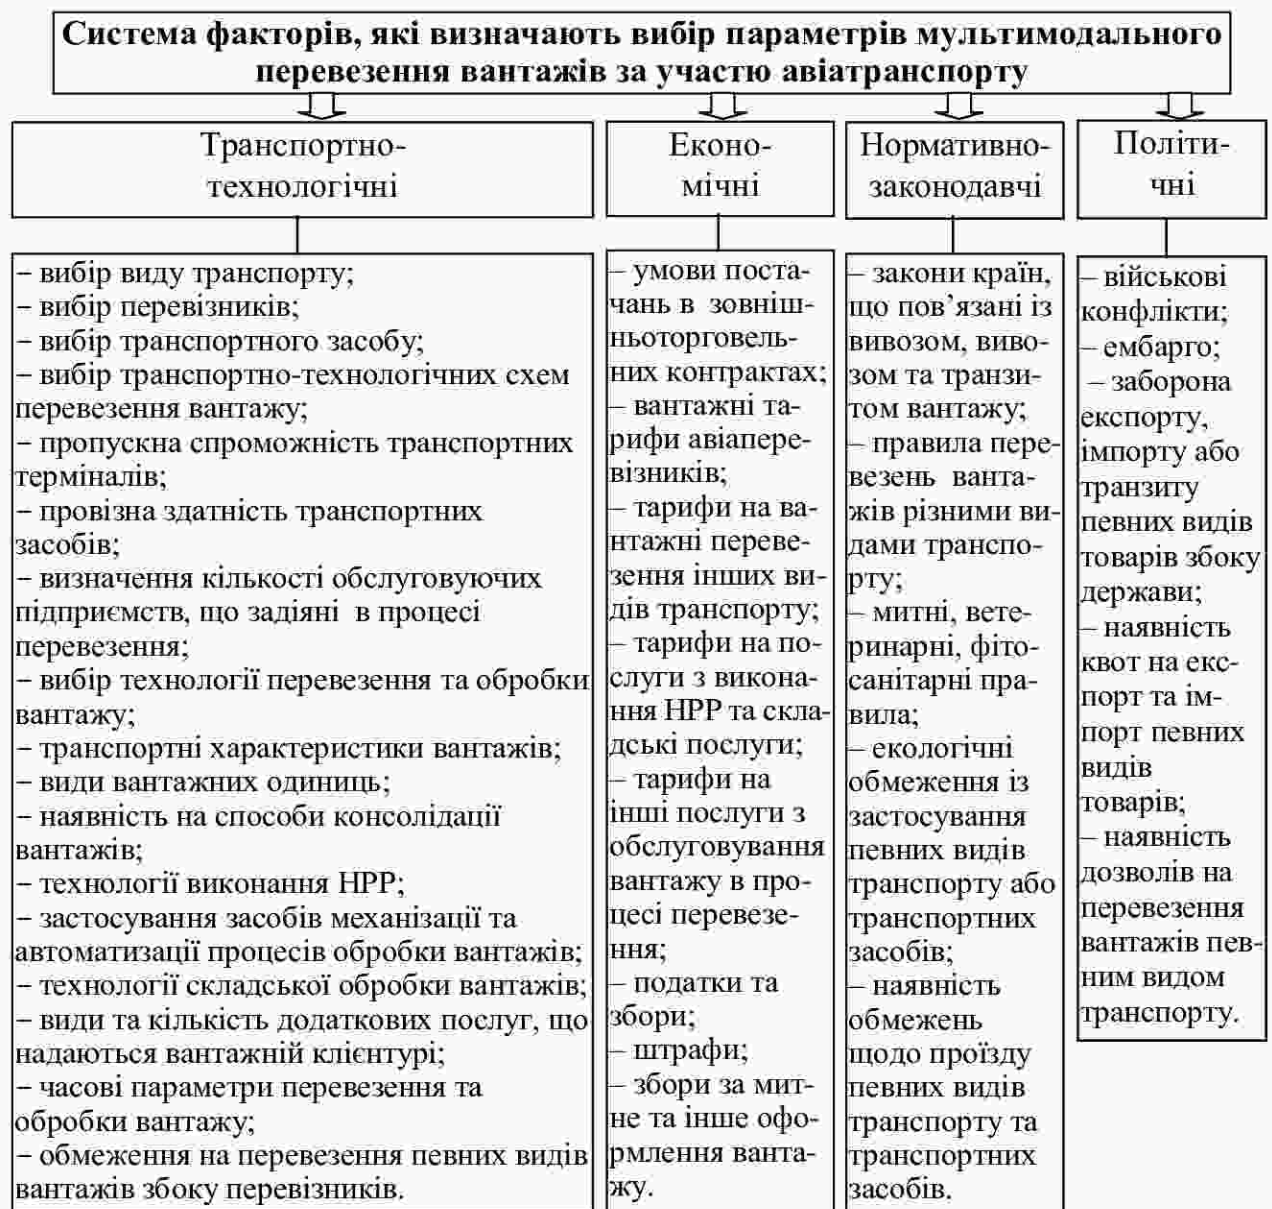 Система факторів, які визначають вибір параметрів мультимодального
перевезення вантажів за участю авіатранспорту
Транспортно-
технологічні
– вибір виду транспорту;
– вибір перевізників;
– вибір транспортного засобу;
– вибір транспортно-технологічних схем
перевезення вантажу;
– пропускна спроможність транспортних
терміналів;
– провізна здатність транспортних
засобів;
– визначення кількості обслуговуючих
підприємств, що задіяні в процесі
перевезення;
– вибір технології перевезення та обробки
вантажу;
– транспортні характеристики вантажів;
– види вантажних одиниць;
– наявність на способи консолідації
вантажів;
– технології виконання НРР;
– застосування засобів механізації та
автоматизації процесів обробки вантажів;
– технології складської обробки вантажів;
– види та кількість додаткових послуг, що
надаються вантажній клієнтурі;
– часові параметри перевезення та
обробки вантажу;
– обмеження на перевезення певних видів
вантажів збоку перевізників.
Еконо-
мічні
– умови поста-
чань в зовніш-
ньоторговель-
них контрактах;
– вантажні та-
рифи авіапере-
візників;
– тарифи на ва-
нтажні переве-
зення інших ви-
дів транспорту;
– тарифи на по-
слуги з викона-
ння НРР та скла-
дські послуги;
– тарифи на
інші послуги з
обслуговування
вантажу в про-
цесі перевезе-
ння;
– податки та
збори;
– штрафи;
– збори за мит-
не та інше офо-
рмлення ванта-
жу.
Нормативно-
законодавчі
– закони країн,
що пов’язані із
вивозом, виво-
зом та транзи-
том вантажу;
– правила пере-
везень ванта-
жів різними ви-
дами транспо-
рту;
– митні, вете-
ринарні, фіто-
санітарні пра-
вила;
– екологічні
обмеження із
застосування
певних видів
транспорту або
транспортних
засобів;
– наявність
обмежень
щодо проїзду
певних видів
транспорту та
транспортних
засобів.
Політи-
чні
– військові
конфлікти;
– ембарго;
– заборона
експорту,
імпорту або
транзиту
певних видів
товарів збоку
держави;
– наявність
квот на екс-
порт та ім-
порт певних
видів
товарів;
– наявність
дозволів на
перевезення
вантажів пев-
ним видом
транспорту.